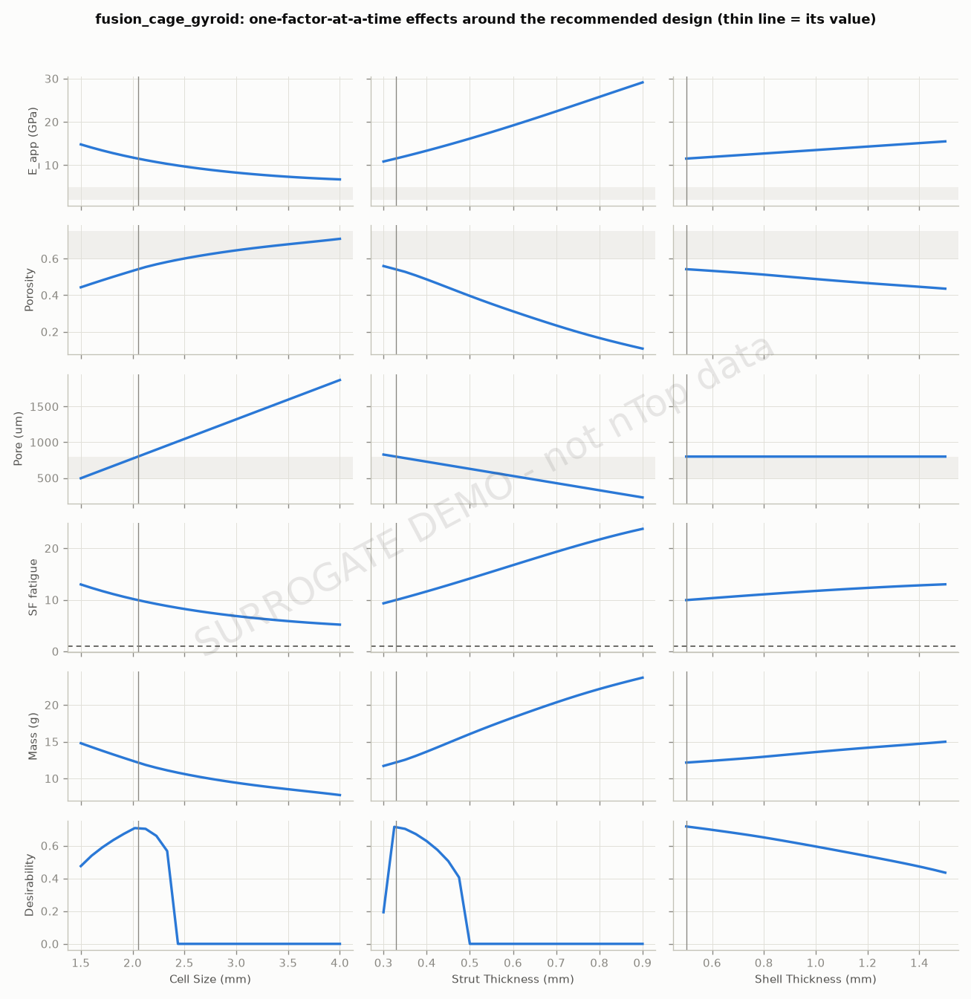 fusion_cage_gyroid: one-factor-at-a-time effects around the recommended design (thin line = its value)
E_app (GPa)
30
20
10
Porosity
0.6
0.4
0.2
Pore (um)
1500
1000
500
SF fatigue
20
10
0
Mass (g)
20
15
10
Desirability
0.6
0.4
0.2
0.0
1.5 2.0 2.5 3.0 3.5 4.0
Cell Size (mm)
0.3 0.4 0.5 0.6 0.7 0.8 0.9
Strut Thickness (mm)
0.6 0.8 1.0 1.2 1.4
Shell Thickness (mm)
SURROGATE DEMO - not nTop data